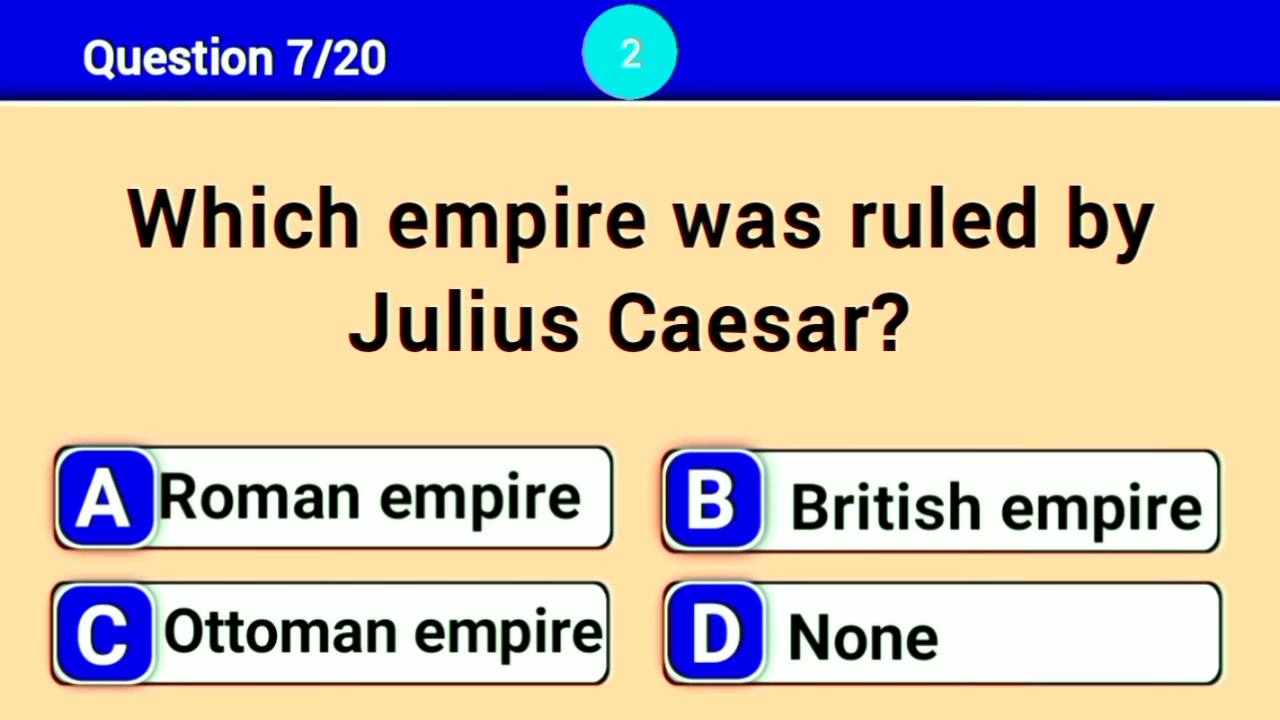 Question 7/20
2
Which empire was ruled by
Julius Caesar?
A Roman empire
B British empire
C Ottoman empire
D None